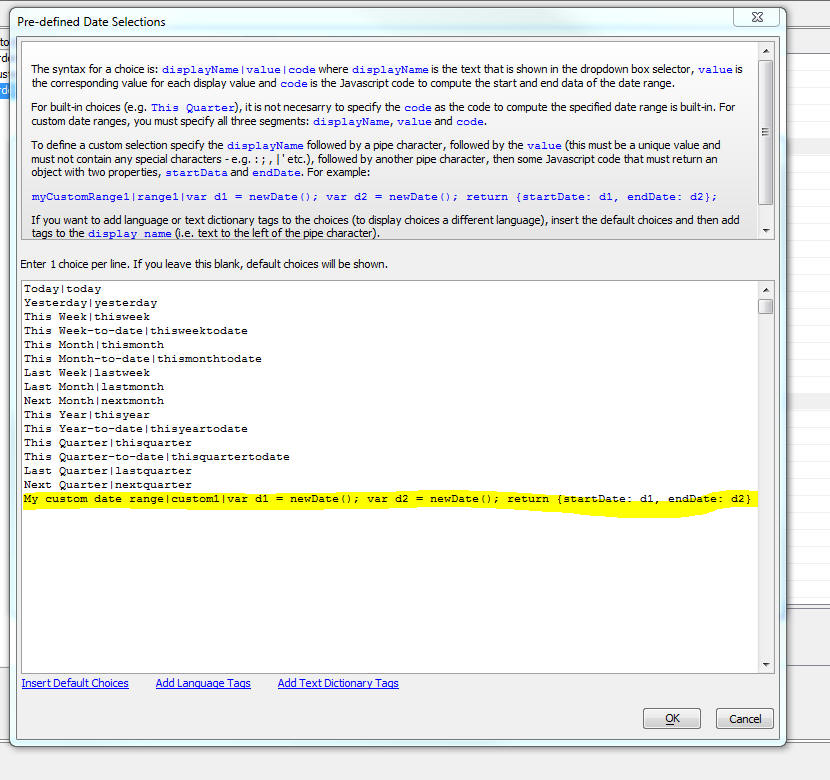 Pre-defined Date Selections
The syntax for a choice is: displayName|value|code where displayName is the text that is shown in the dropdown box selector, value is
the corresponding value for each display value and code is the Javascript code to compute the start and end data of the date range.
For built-in choices (e.g. This Quarter), it is not necesarry to specify the code as the code to compute the specified date range is built-in. For
custom date ranges, you must specify all three segments: displayName, value and code.
To define a custom selection specify the displayName followed by a pipe character, followed by the value (this must be a unique value and
must not contain any special characters - e.g. : ; , | ' etc.), followed by another pipe character, then some Javascript code that must return an
object with two properties, startData and endDate. For example:
myCustomRange1|range1|var d1 = newDate(); var d2 = newDate(); return {startDate: d1, endDate: d2};
If you want to add language or text dictionary tags to the choices (to display choices a different language), insert the default choices and then add
tags to the display name (i.e. text to the left of the pipe character).
Enter 1 choice per line. If you leave this blank, default choices will be shown.
Today|today
Yesterday|yesterday
This Week|thisweek
This Week-to-date|thisweektodate
This Month|thismonth
This Month-to-date|thismonthtodate
Last Week|lastweek
Last Month|lastmonth
Next Month|nextmonth
This Year|thisyear
This Year-to-date|thisyeartodate
This Quarter|thisquarter
This Quarter-to-date|thisquartertodate
Last Quarter|lastquarter
Next Quarter|nextquarter
My custom date range|custom1|var d1 = newDate(); var d2 = newDate(); return {startDate: d1, endDate: d2}
Insert Default Choices Add Language Tags Add Text Dictionary Tags
OK Cancel